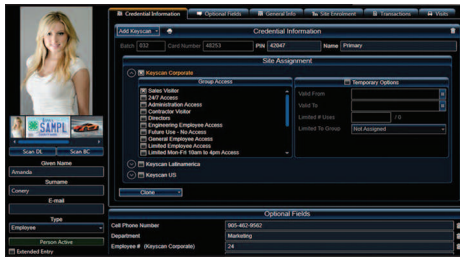 Credential Information
Optional Fields
General Info
Site Enrolment
Transactions
Visits
Add Keyscan
Credential Information
Batch 632 Card Number 48253 PIN 42847 Name Primary
Site Assignment
Keyscan Corporate
Group Access
Sales Visitor
24/7 Access
Administration Access
Contractor Visitor
Directors
Engineering Employee Access
Future Use - No Access
General Employee Access
Limited Employee Access
Limited Mon-Fri 10am to 4pm Access
Temporary Options
Valid From
Valid To
Limited # Uses / 0
Limited To Group Not Assigned
Keyscan Latinamerica
Keyscan US
Clone
SAMPL
Scan DL Scan BC
Given Name
Amanda
Surname
Conery
E-mail
Type
Employee
Person Active
Extended Entry
Optional Fields
Cell Phone Number 905-462-9562
Department Marketing
Employee # (Keyscan Corporate) 24